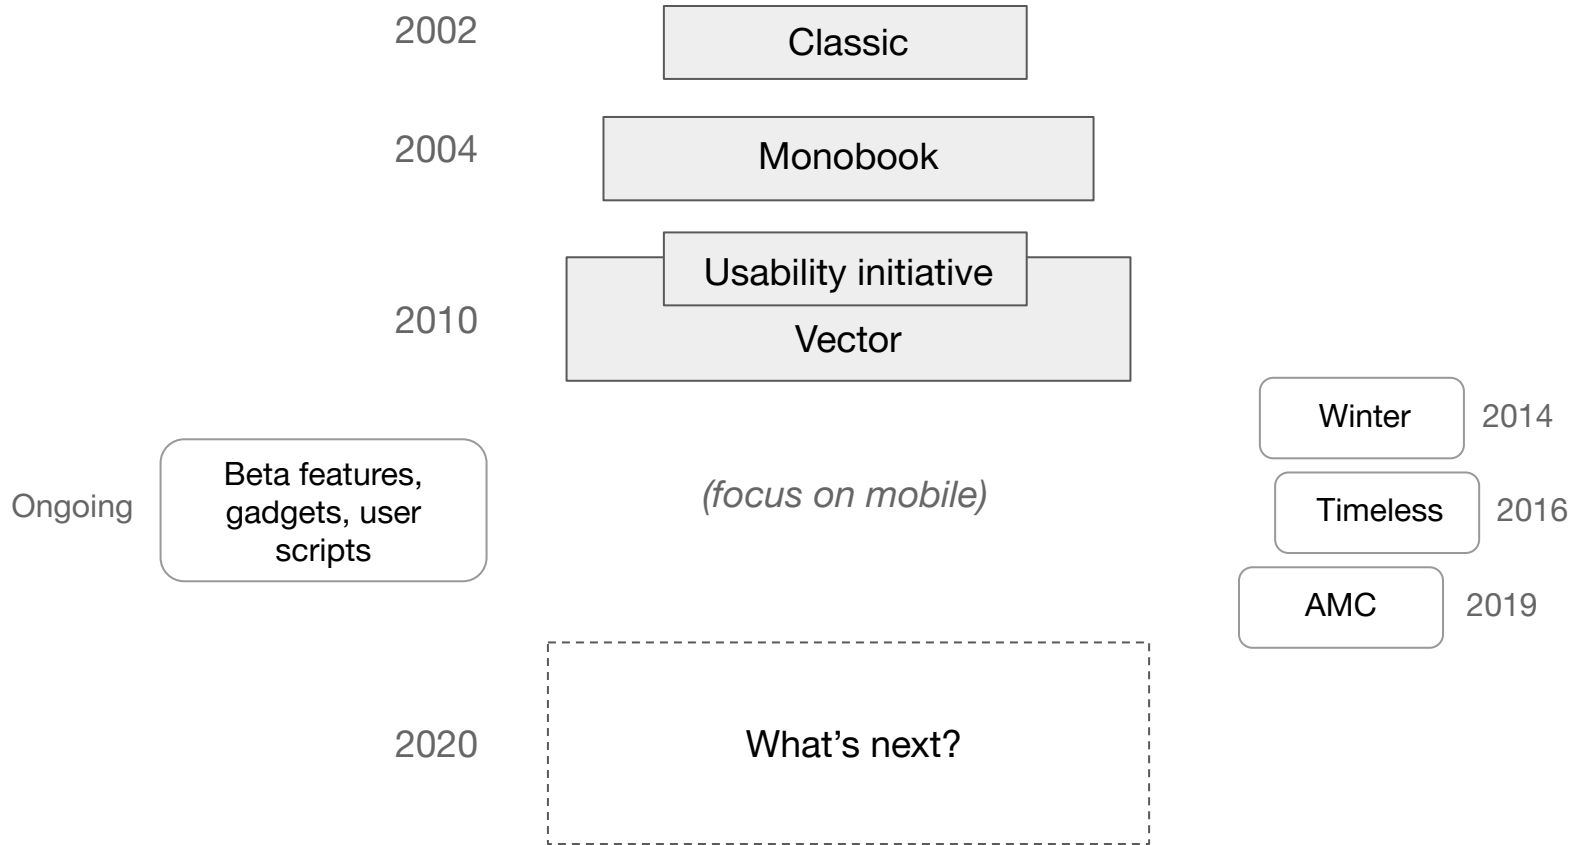 2002
Classic
2004
Monobook
Usability initiative
2010
Vector
Winter
2014
Ongoing
Beta features,
gadgets, user
scripts
(focus on mobile)
Timeless
2016
AMC
2019
2020
What’s next?